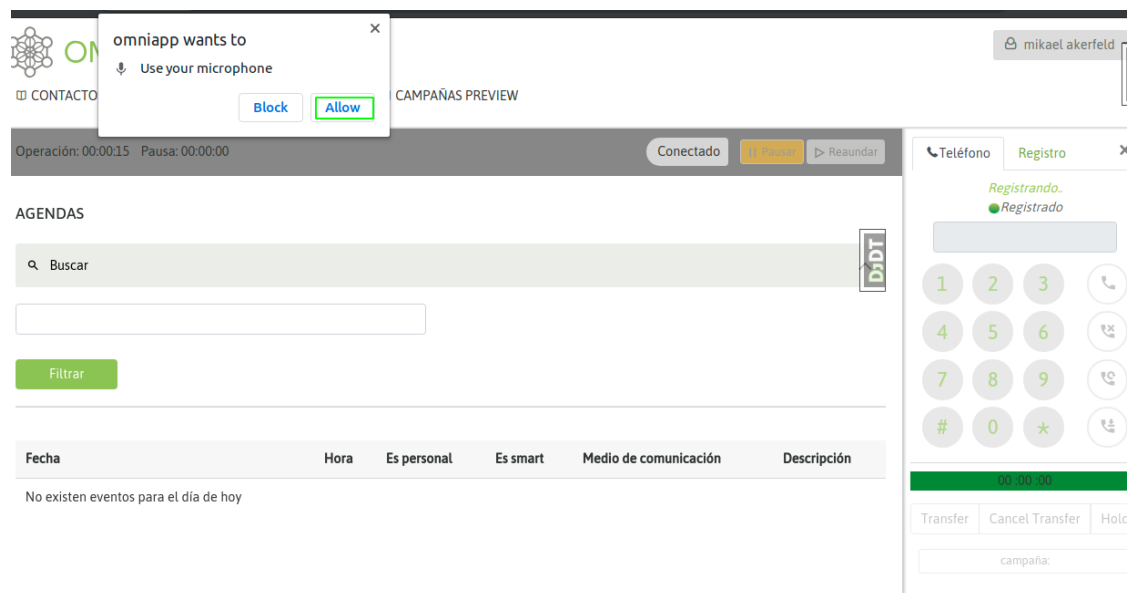 omniapp wants to
Use your microphone
Block Allow
mikael akerfeld
CONTACTO
CAMPAÑAS PREVIEW
Operación: 00:00:15 Pausa: 00:00:00
Conectado
Pausar
Reaundar
AGENDAS
Buscar
DjDT
Filtrar
Fecha Hora Es personal Es smart Medio de comunicación Descripción
No existen eventos para el día de hoy
Teléfono Registro
Registrando..
Registrado
1 2 3
4 5 6
7 8 9
# 0 *
00 :00 :00
Transfer Cancel Transfer Hold
campaña: